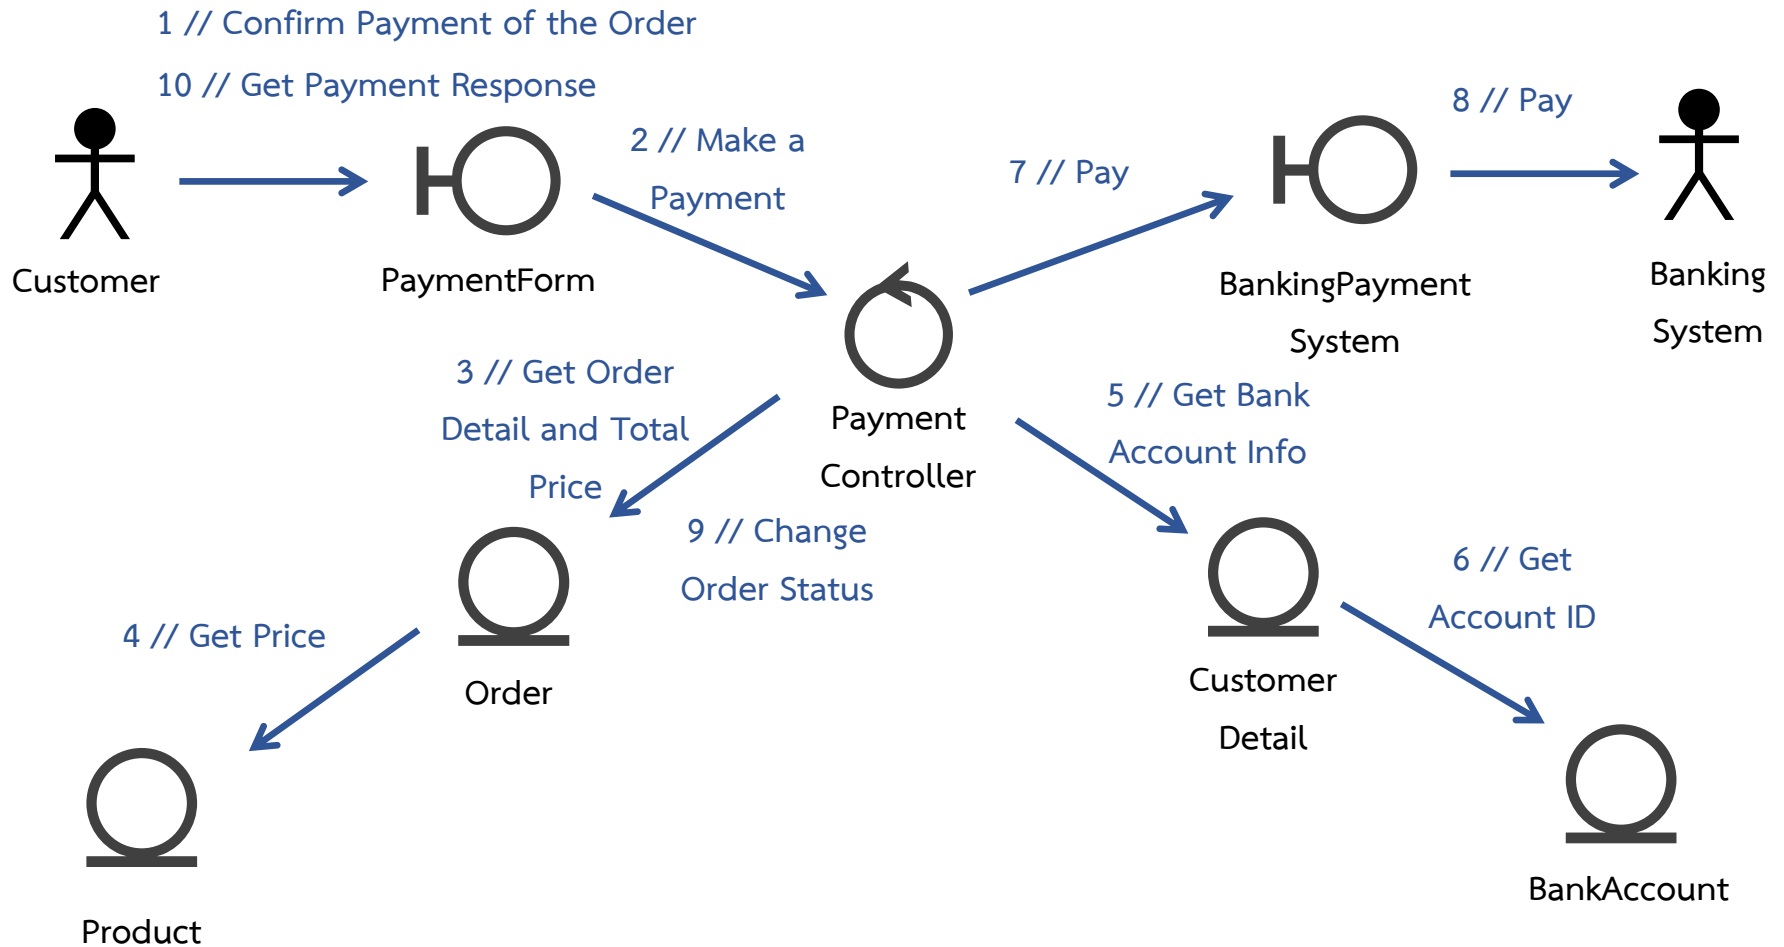 1 // Confirm Payment of the Order
10 // Get Payment Response
8 // Pay
2 // Make a
Payment
7 // Pay
Customer
PaymentForm
BankingPayment
System
Banking
System
3 // Get Order
Detail and Total
Price
Payment
Controller
5 // Get Bank
Account Info
9 // Change
Order Status
6 // Get
Account ID
4 // Get Price
Order
Customer
Detail
Product
BankAccount